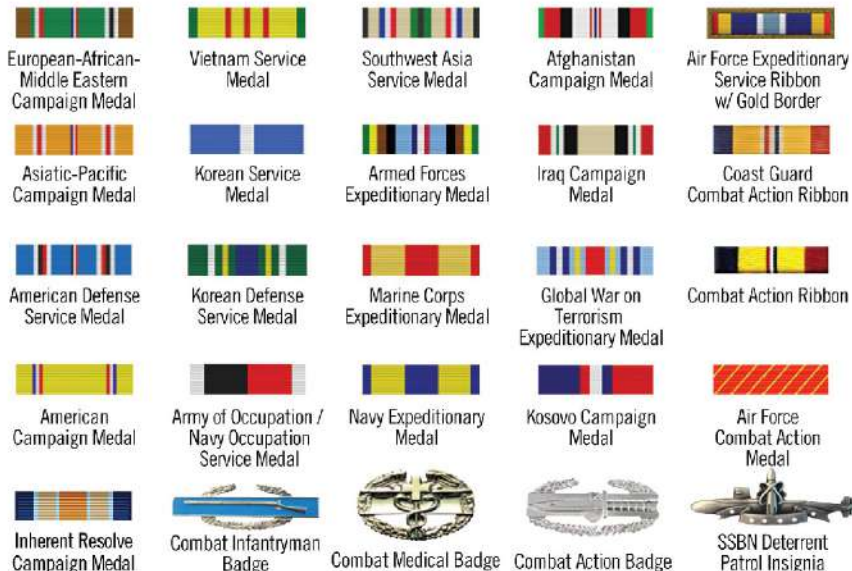 European-African-
Middle Eastern
Campaign Medal
Vietnam Service
Medal
Southwest Asia
Service Medal
Afghanistan
Campaign Medal
Air Force Expeditionary
Service Ribbon
w/ Gold Border
Asiatic-Pacific
Campaign Medal
Korean Service
Medal
Armed Forces
Expeditionary Medal
Iraq Campaign
Medal
Coast Guard
Combat Action Ribbon
American Defense
Service Medal
Korean Defense
Service Medal
Marine Corps
Expeditionary Medal
Global War on
Terrorism
Expeditionary Medal
Combat Action Ribbon
American
Campaign Medal
Army of Occupation /
Navy Occupation
Service Medal
Navy Expeditionary
Medal
Kosovo Campaign
Medal
Air Force
Combat Action
Medal
Inherent Resolve
Campaign Medal
Combat Infantryman
Badge
Combat Medical Badge
Combat Action Badge
SSBN Deterrent
Patrol Insignia